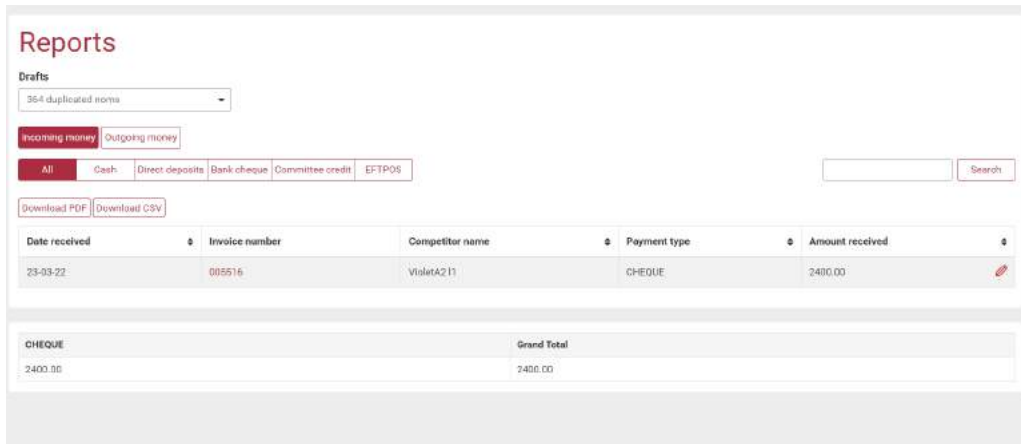 Reports
Drafts
364 duplicated noms
Incoming money Outgoing money
All Cash Direct deposits Bank cheque Committee credit EFTPOS Search
Download PDF Download CSV
Date received Invoice number Competitor name Payment type Amount received
23-03-22 005516 VioletA2 l1 CHEQUE 2400.00
CHEQUE Grand Total
2400.00 2400.00